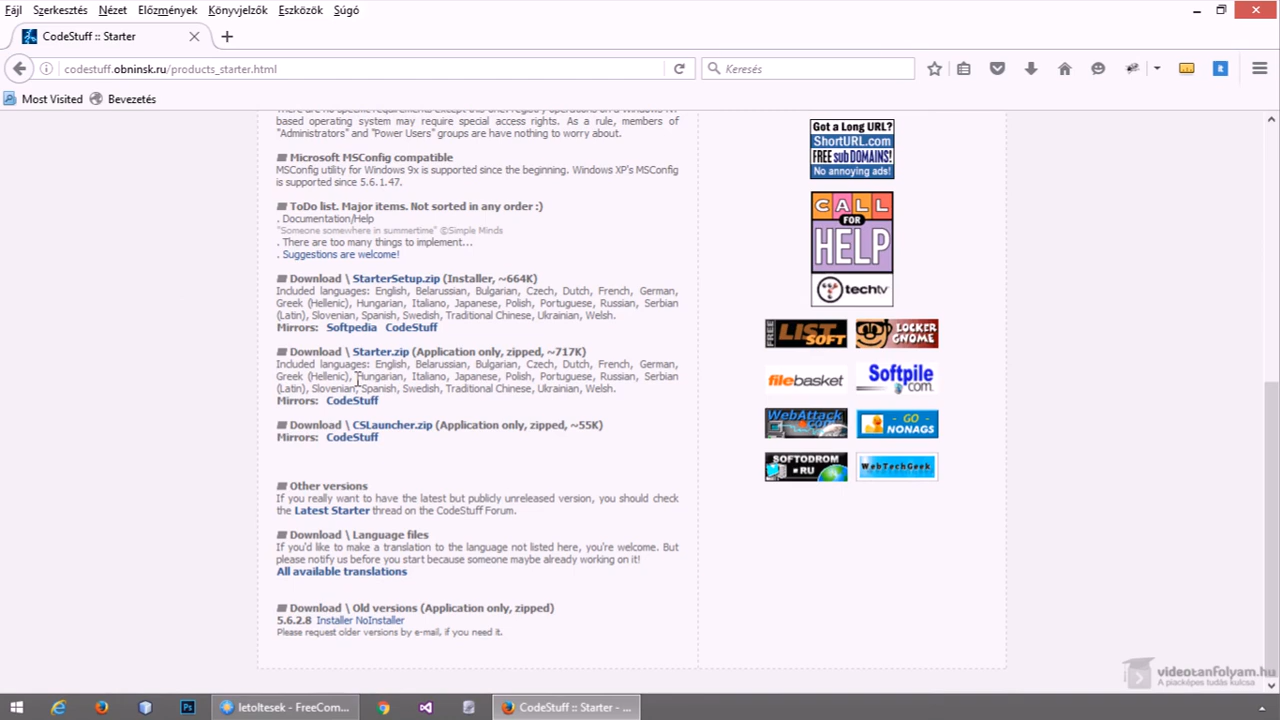 Fájl Szerkesztés Nézet Előzmények Könyvjelzők Eszközök Súgó
CodeStuff :: Starter
codestuff.obninsk.ru/products_starter.html
Keresés
Most Visited Bevezetés
based operating system may require special access rights. As a rule, members of
"Administrators" and "Power Users" groups are have nothing to worry about.
Microsoft MSConfig compatible
MSConfig utility for Windows 9x is supported since the beginning. Windows XP's MSConfig
is supported since 5.6.1.47.
ToDo list. Major items. Not sorted in any order :)
. Documentation/Help
"Someone somewhere in summertime" ©Simple Minds
. There are too many things to implement...
. Suggestions are welcome!
Download \ StarterSetup.zip (Installer, ~664K)
Included languages: English, Belarussian, Bulgarian, Czech, Dutch, French, German,
Greek (Hellenic), Hungarian, Italiano, Japanese, Polish, Portuguese, Russian, Serbian
(Latin), Slovenian, Spanish, Swedish, Traditional Chinese, Ukrainian, Welsh.
Mirrors: Softpedia CodeStuff
Download \ Starter.zip (Application only, zipped, ~717K)
Included languages: English, Belarussian, Bulgarian, Czech, Dutch, French, German,
Greek (Hellenic), Hungarian, Italiano, Japanese, Polish, Portuguese, Russian, Serbian
(Latin), Slovenian, Spanish, Swedish, Traditional Chinese, Ukrainian, Welsh.
Mirrors: CodeStuff
Download \ CSLauncher.zip (Application only, zipped, ~55K)
Mirrors: CodeStuff
Other versions
If you really want to have the latest but publicly unreleased version, you should check
the Latest Starter thread on the CodeStuff Forum.
Download \ Language files
If you'd like to make a translation to the language not listed here, you're welcome. But
please notify us before you start because someone maybe already working on it!
All available translations
Download \ Old versions (Application only, zipped)
5.6.2.8 Installer NoInstaller
Please request older versions by e-mail, if you need it.
Got a Long URL?
ShortURL.com
FREE sub DOMAINS!
No annoying ads!
CALL
FOR
HELP
techtv
FREE LIST SOFT
LOCKER GNOME
filebasket
Softpile .com
WebAttack .com
GO NONAGS
SOFTODROM RU
WebTechGeek
videotanfolyam.hu
A piacképes tudás kulcsa
letoltesek - FreeCom...
CodeStuff :: Starter - ...